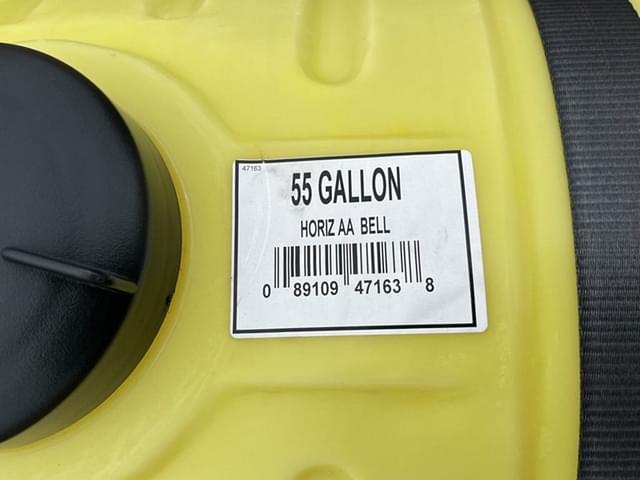 47163
55 GALLON
HORIZ AA BELL
0 89109 47163 8